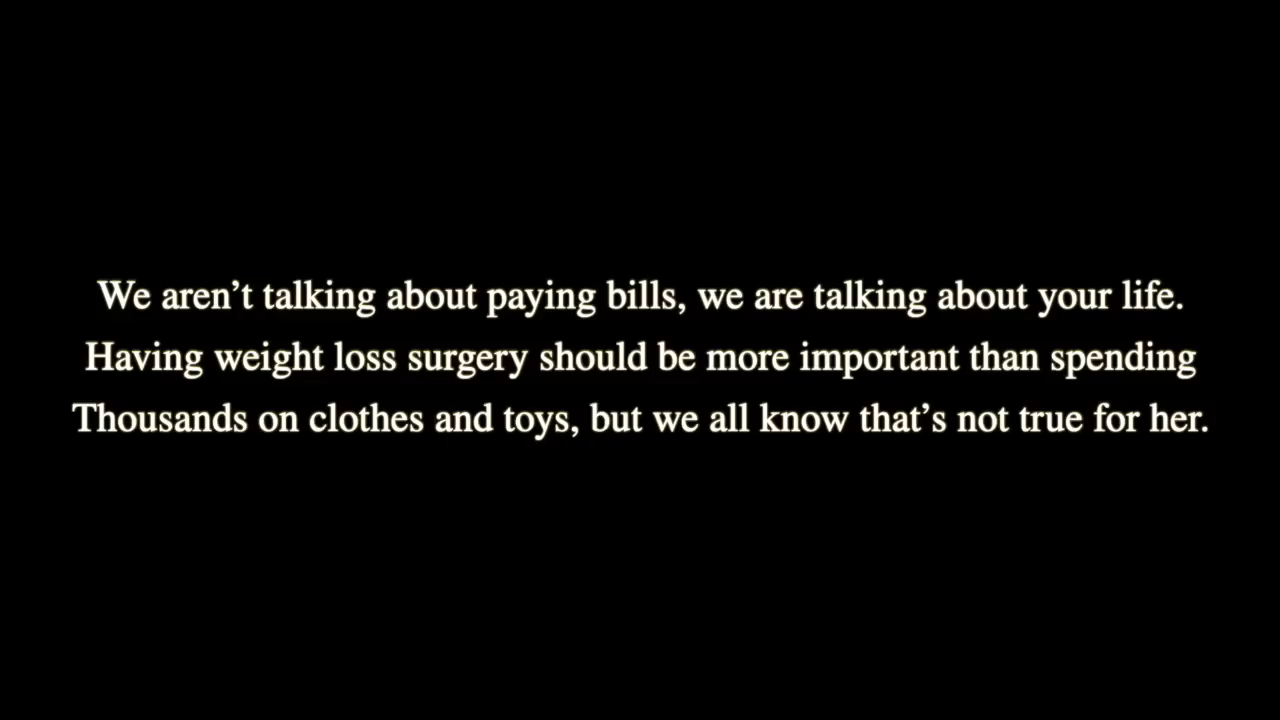 We aren’t talking about paying bills, we are talking about your life.
Having weight loss surgery should be more important than spending
Thousands on clothes and toys, but we all know that’s not true for her.